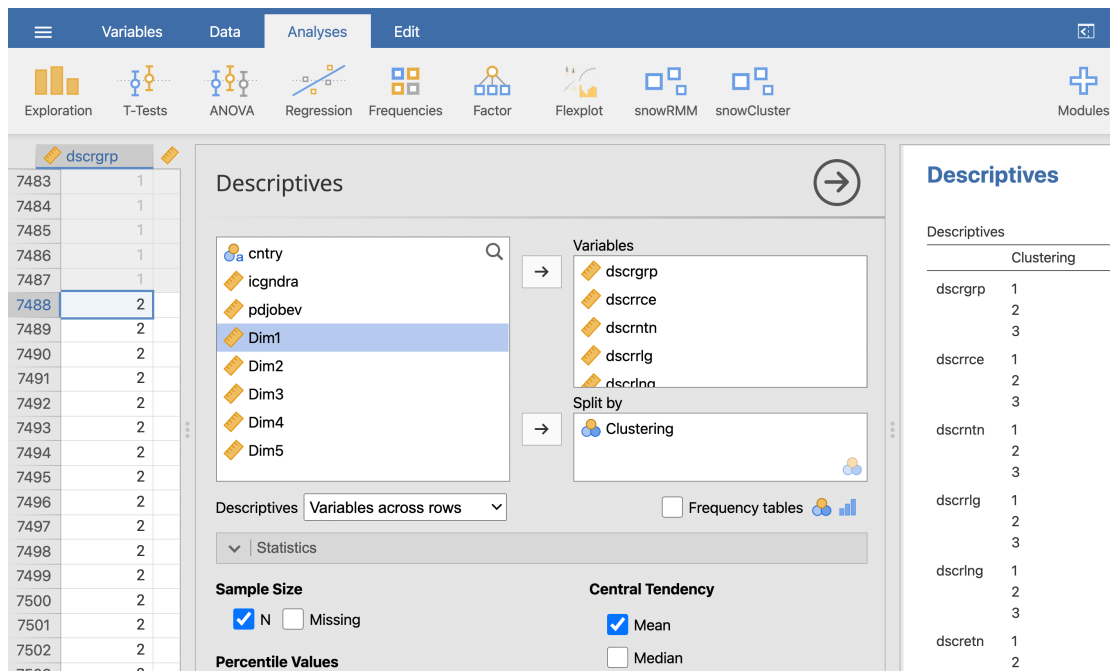 Variables Data Analyses Edit
Exploration T-Tests ANOVA Regression Frequencies Factor Flexplot snowRMM snowCluster Modules
dscrgrp
7483 1
7484 1
7485 1
7486 1
7487 1
7488 2
7489 2
7490 2
7491 2
7492 2
7493 2
7494 2
7495 2
7496 2
7497 2
7498 2
7499 2
7500 2
7501 2
7502 2
Descriptives
a cntry
icgndra
pdjobev
Dim1
Dim2
Dim3
Dim4
Dim5
Variables
dscrgrp
dscrrce
dscrntn
dscrrlg
dscrlng
Split by
Clustering
Descriptives Variables across rows
Frequency tables
Statistics
Sample Size
N Missing
Percentile Values
Central Tendency
Mean
Median
Descriptives
Descriptives
Clustering
dscrgrp 1
2
3
dscrrce 1
2
3
dscrntn 1
2
3
dscrrlg 1
2
3
dscrlng 1
2
3
dscretn 1
2